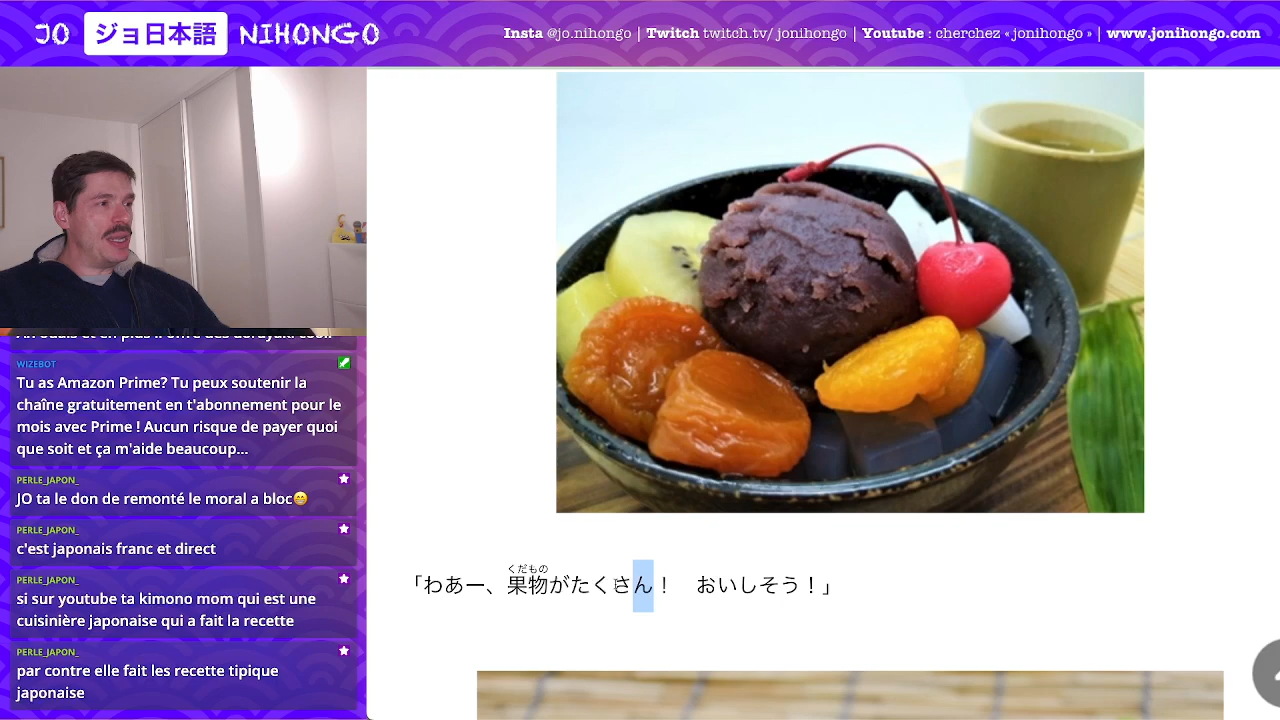 JO ジョ日本語 NIHONGO
Insta @jo.nihongo | Twitch twitch.tv/ jonihongo | Youtube : cherchez « jonihongo » | www.jonihongo.com
WIZEBOT
Tu as Amazon Prime? Tu peux soutenir la
chaîne gratuitement en t'abonnement pour le
mois avec Prime ! Aucun risque de payer quoi
que soit et ça m'aide beaucoup...
PERLE_JAPON_
JO ta le don de remonté le moral a bloc😁
PERLE_JAPON_
c'est japonais franc et direct
PERLE_JAPON_
si sur youtube ta kimono mom qui est une
cuisinière japonaise qui a fait la recette
PERLE_JAPON_
par contre elle fait les recette tipique
japonaise
くだもの
「わあー、果物がたくさん！　おいしそう！」